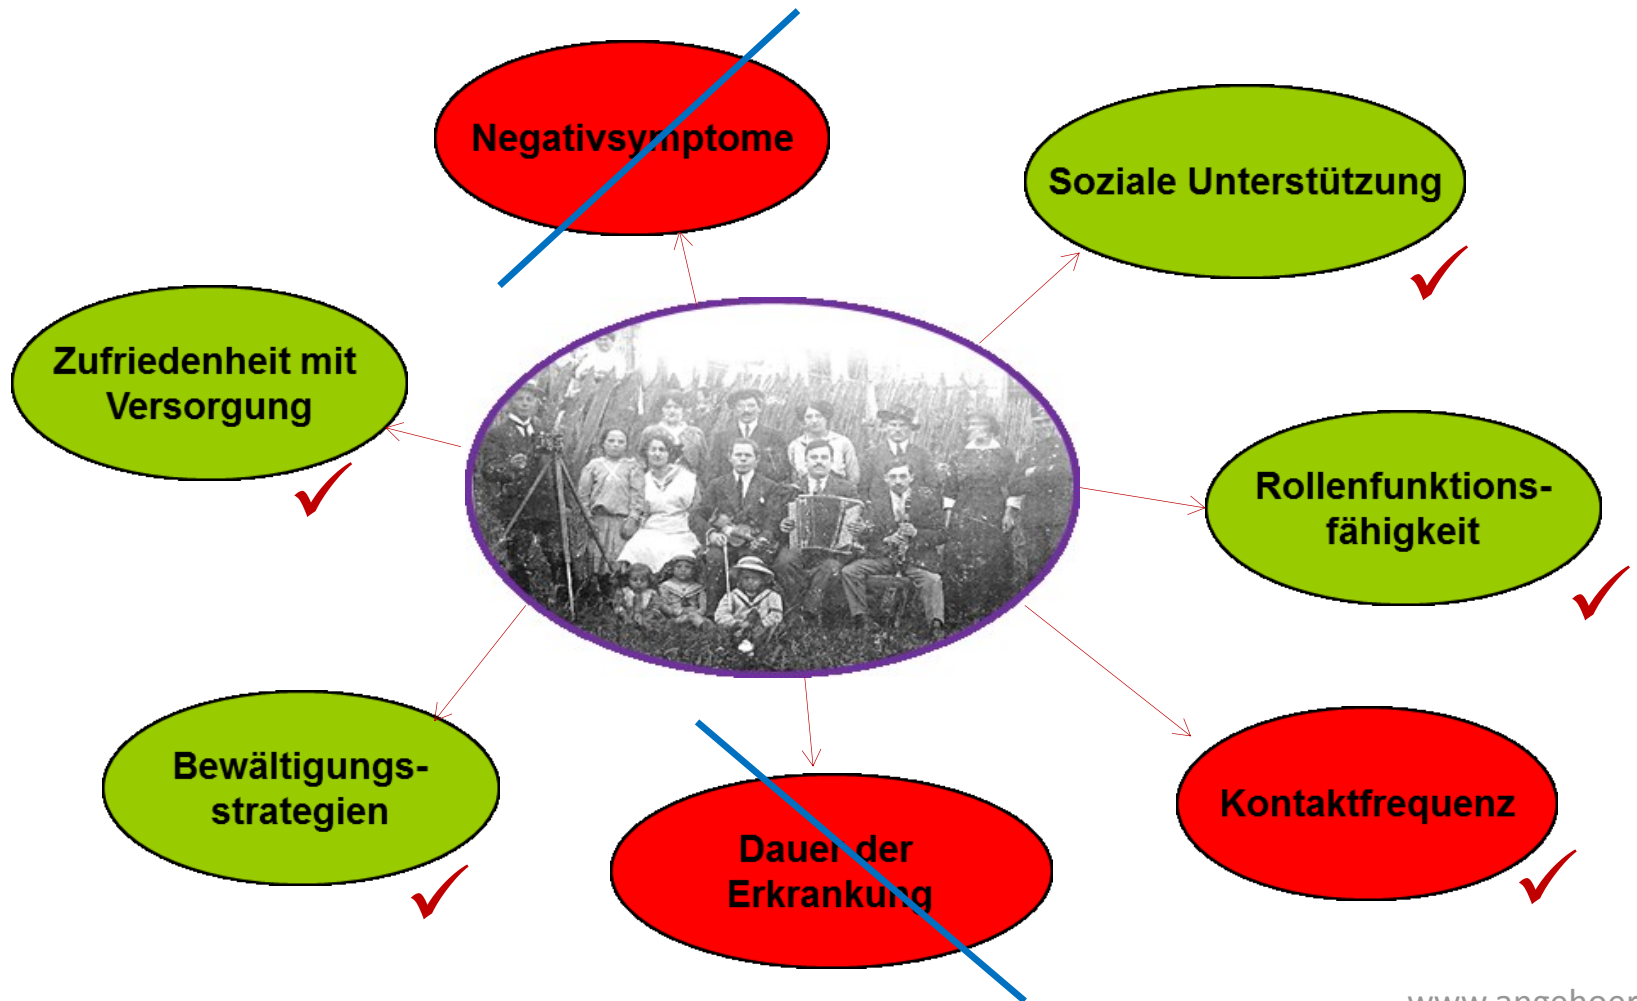 Negativsymptome
Soziale Unterstützung
Zufriedenheit mit
Versorgung
Rollenfunktions-
fähigkeit
Bewältigungs-
strategien
Kontaktfrequenz
Dauer der
Erkrankung